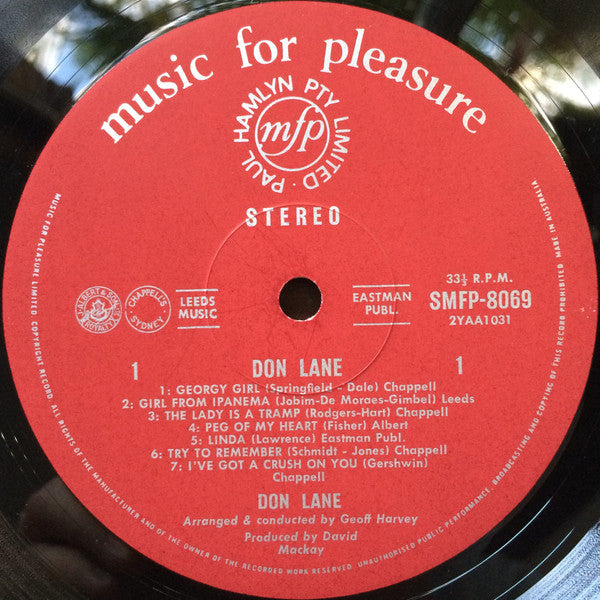 music for pleasure
PAUL HAMLYN PTY LIMITED ·
mfp
STEREO
J. ALBERT & SON
ROYALTY
CHAPPELL'S
SYDNEY.
LEEDS
MUSIC
EASTMAN
PUBL.
33⅓ R.P.M.
SMFP-8069
2YAA1031
1
DON LANE
1
1: GEORGY GIRL (Springfield - Dale) Chappell
2: GIRL FROM IPANEMA (Jobim-De Moraes-Gimbel) Leeds
3: THE LADY IS A TRAMP (Rodgers-Hart) Chappell
4: PEG OF MY HEART (Fisher) Albert
5: LINDA (Lawrence) Eastman Publ.
6: TRY TO REMEMBER (Schmidt - Jones) Chappell
7: I'VE GOT A CRUSH ON YOU (Gershwin)
Chappell
DON LANE
Arranged & conducted by Geoff Harvey
Produced by David
Mackay
MUSIC FOR PLEASURE LIMITED. COPYRIGHT RECORD. ALL RIGHTS OF THE MANUFACTURER AND OF THE OWNER OF THE RECORDED WORK RESERVED. UNAUTHORISED PUBLIC PERFORMANCE, BROADCASTING AND COPYING OF THIS RECORD PROHIBITED. MADE IN AUSTRALIA